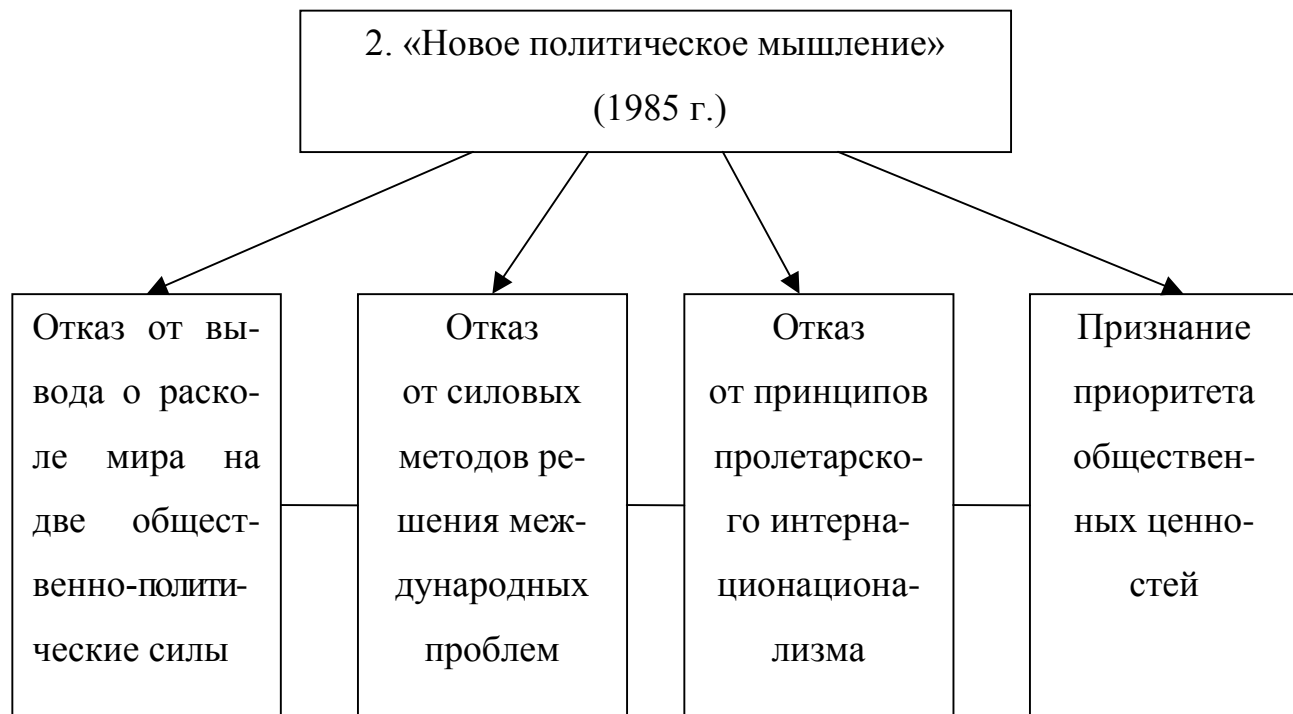 2. «Новое политическое мышление»
(1985 г.)
Отказ от вы-
вода о раско-
ле мира на
две общест-
венно-полити-
ческие силы
Отказ
от силовых
методов ре-
шения меж-
дународных
проблем
Отказ
от принципов
пролетарско-
го интерна-
ционациона-
лизма
Признание
приоритета
обществен-
ных ценно-
стей